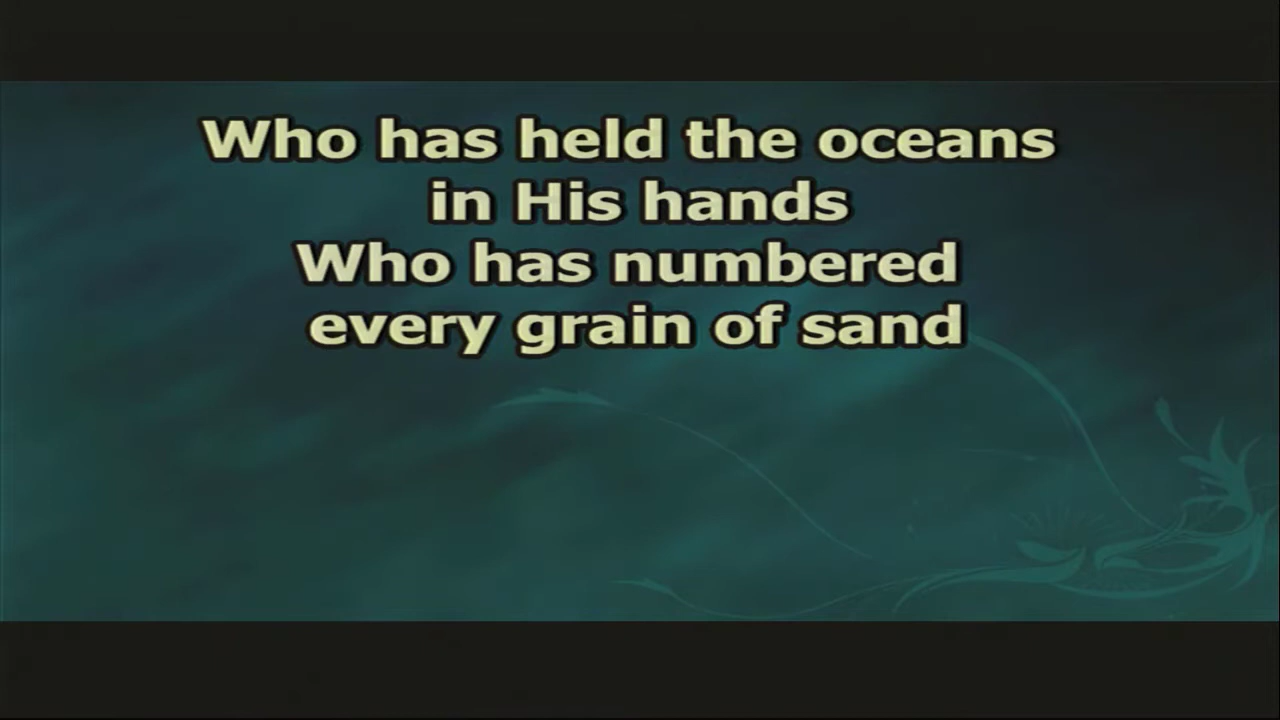 Who has held the oceans
in His hands
Who has numbered
every grain of sand